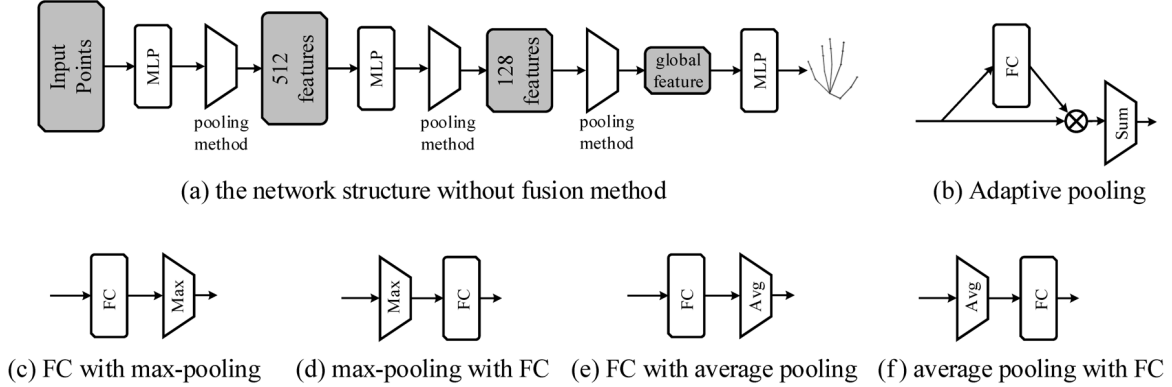 Input Points
MLP
pooling method
512 features
MLP
pooling method
128 features
pooling method
global feature
MLP
(a) the network structure without fusion method
FC
Sum
(b) Adaptive pooling
FC
Max
(c) FC with max-pooling
Max
FC
(d) max-pooling with FC
FC
Avg
(e) FC with average pooling
Avg
FC
(f) average pooling with FC